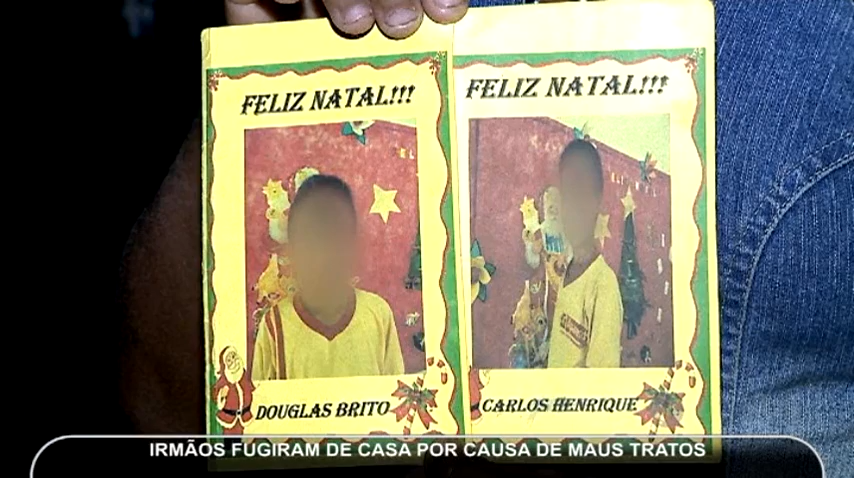 FELIZ NATAL!!!
DOUGLAS BRITO
FELIZ NATAL!!!
CARLOS HENRIQUE
IRMÃOS FUGIRAM DE CASA POR CAUSA DE MAUS TRATOS